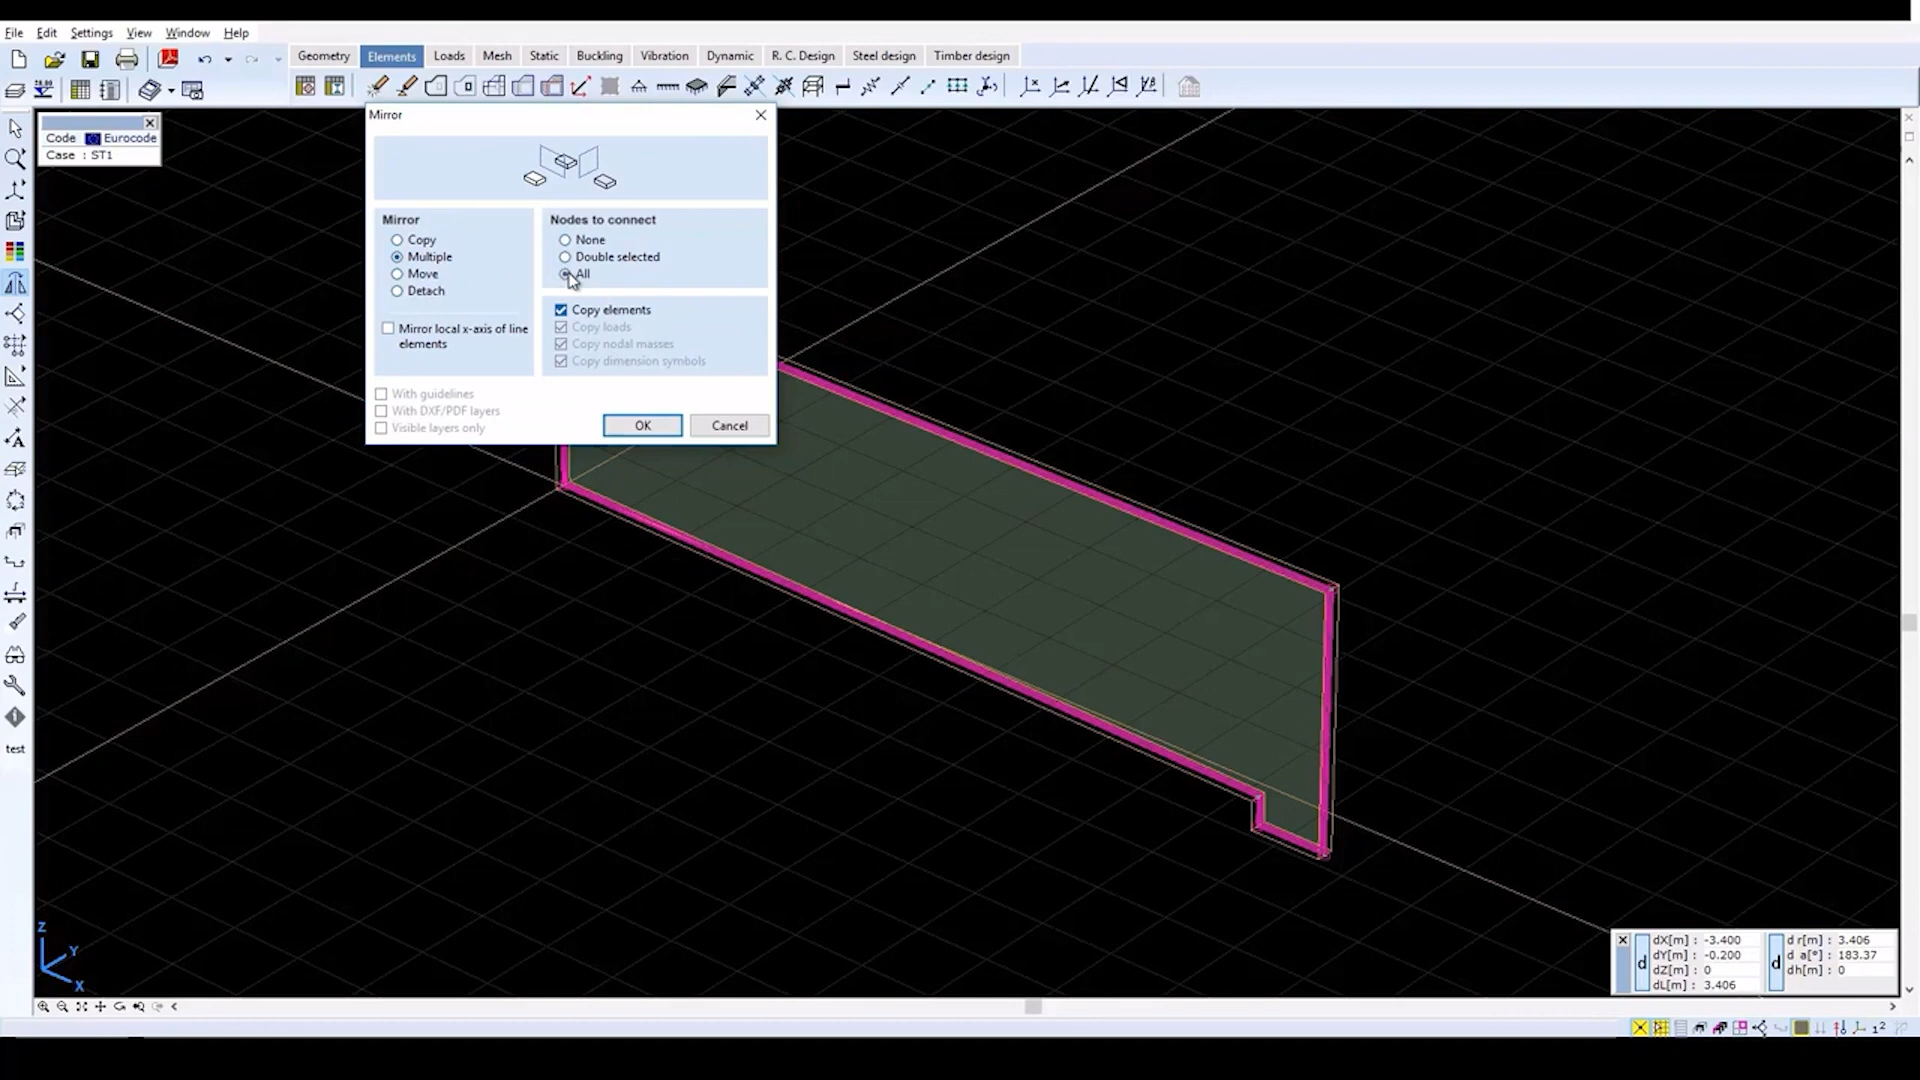 File Edit Settings View Window Help
Geometry Elements Loads Mesh Static Buckling Vibration Dynamic R. C. Design Steel design Timber design
Mirror
Code Eurocode
Case : ST1
Mirror
Copy
Multiple
Move
Detach
Mirror local x-axis of line
elements
Nodes to connect
None
Double selected
All
Copy elements
Copy loads
Copy nodal masses
Copy dimension symbols
With guidelines
With DXF/PDF layers
Visible layers only
OK Cancel
test
Z
Y
X
d
dX[m] : -3.400
dY[m] : -0.200
dZ[m] : 0
dL[m] : 3.406
d
d r[m] : 3.406
d a[°] : 183.37
dh[m] : 0